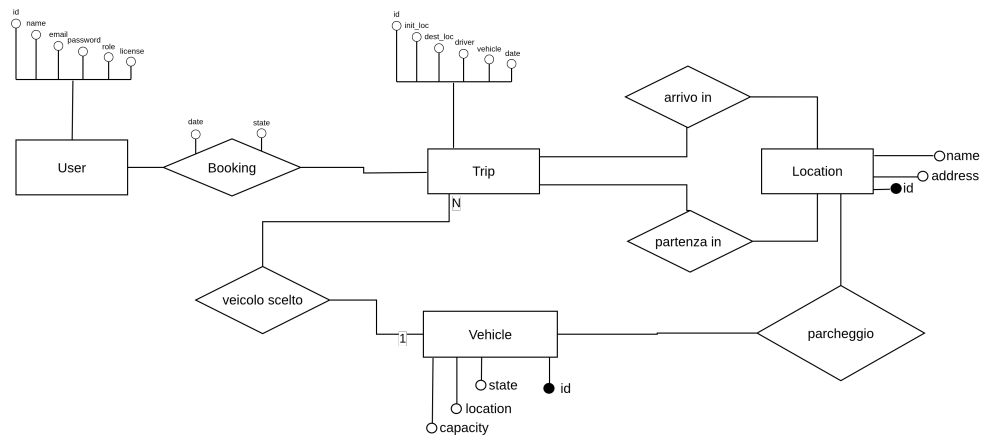 id
name
email
password
role
license
id
init_loc
dest_loc
driver
vehicle
date
date
state
User
Booking
Trip
arrivo in
Location
name
address
id
N
partenza in
veicolo scelto
1
Vehicle
parcheggio
state
id
location
capacity